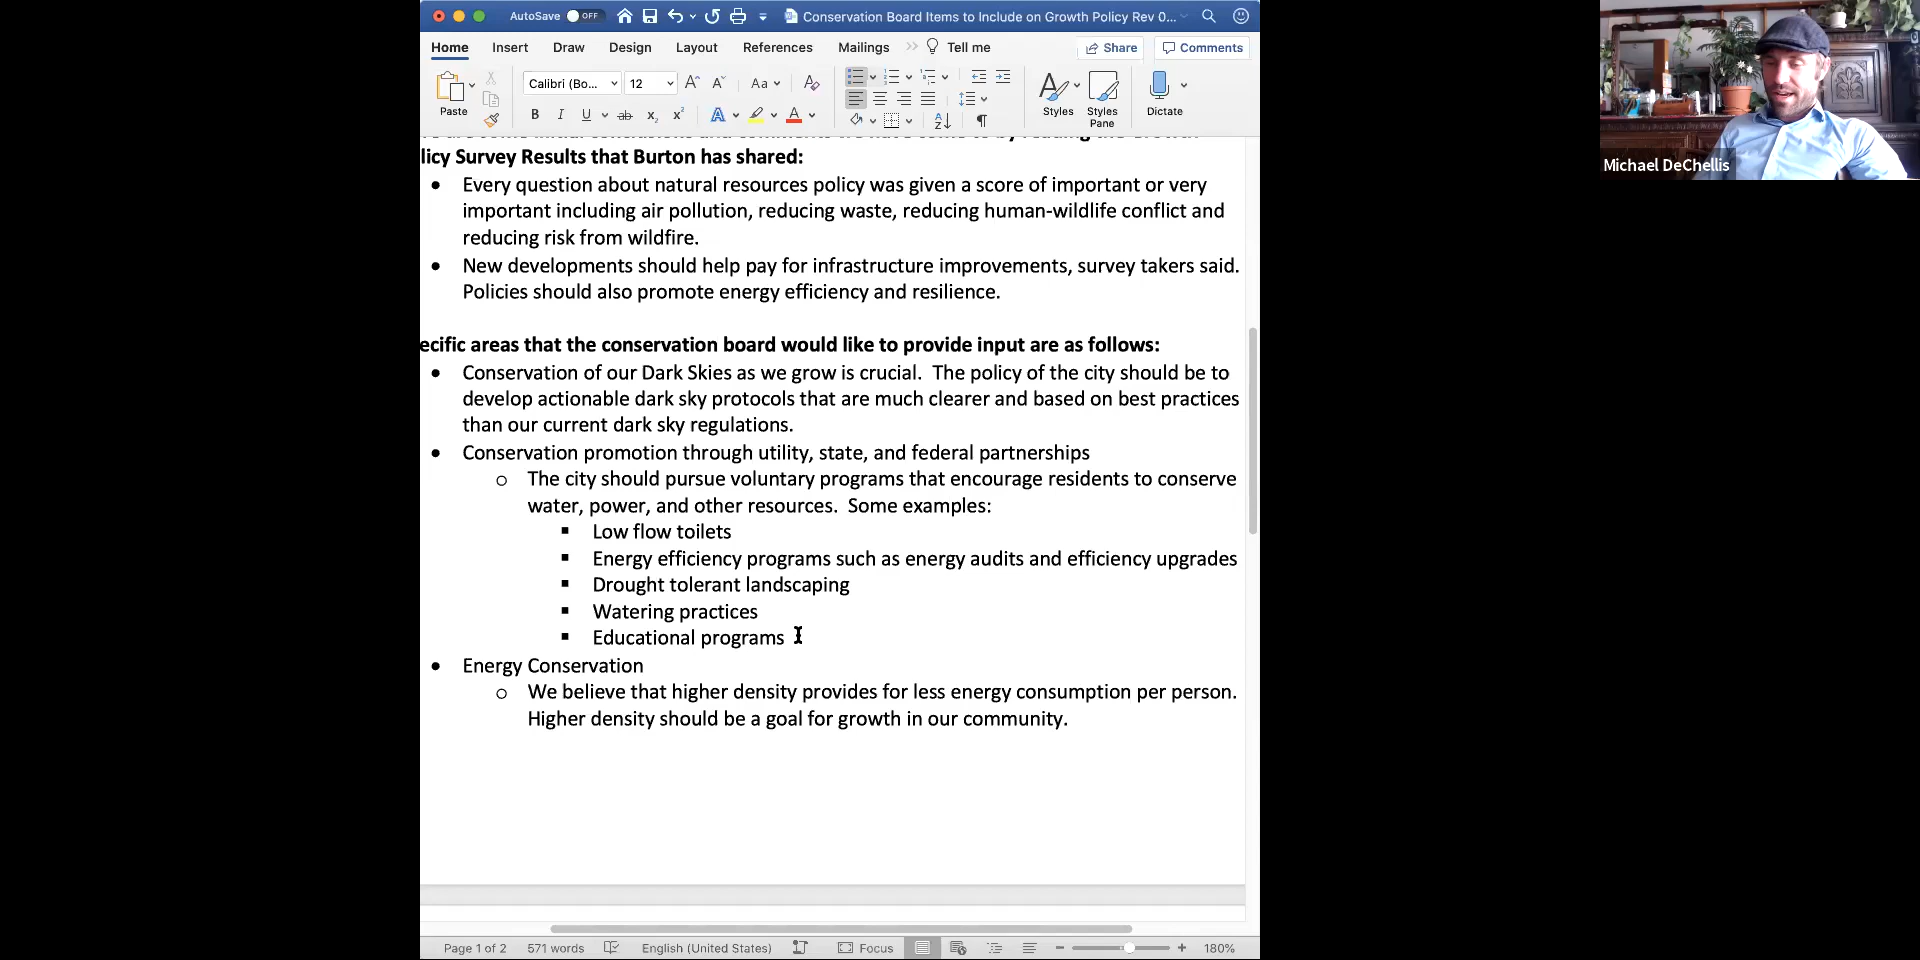 AutoSave OFF Conservation Board Items to Include on Growth Policy Rev 0...
Home Insert Draw Design Layout References Mailings Tell me Share Comments
Paste Calibri (Bo... 12 Aa Styles Styles Pane Dictate
licy Survey Results that Burton has shared:
Every question about natural resources policy was given a score of important or very
important including air pollution, reducing waste, reducing human-wildlife conflict and
reducing risk from wildfire.
New developments should help pay for infrastructure improvements, survey takers said.
Policies should also promote energy efficiency and resilience.
ecific areas that the conservation board would like to provide input are as follows:
Conservation of our Dark Skies as we grow is crucial. The policy of the city should be to
develop actionable dark sky protocols that are much clearer and based on best practices
than our current dark sky regulations.
Conservation promotion through utility, state, and federal partnerships
The city should pursue voluntary programs that encourage residents to conserve
water, power, and other resources. Some examples:
Low flow toilets
Energy efficiency programs such as energy audits and efficiency upgrades
Drought tolerant landscaping
Watering practices
Educational programs
Energy Conservation
We believe that higher density provides for less energy consumption per person.
Higher density should be a goal for growth in our community.
Page 1 of 2 571 words English (United States) Focus 180%
Michael DeChellis